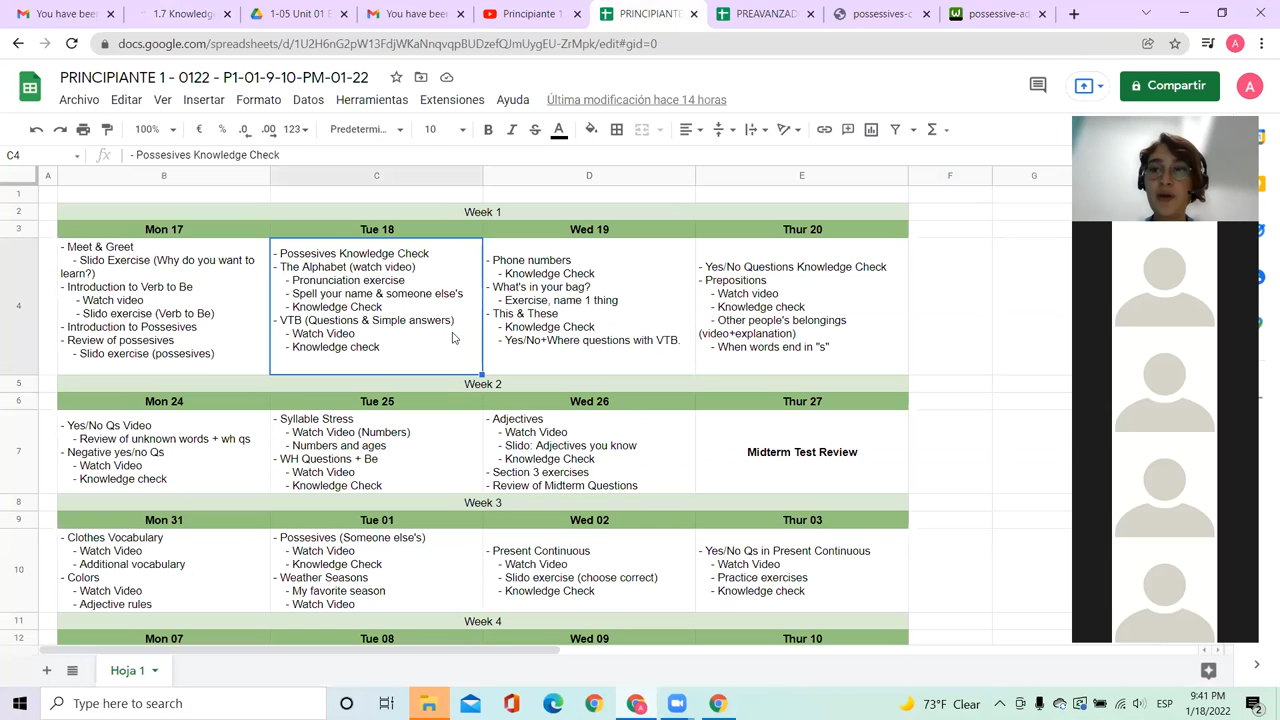 You have bee
1.7 Knowledg
1-05 Unit 01 E
You have bee
Principiante 1
PRINCIPIANTE
PREAVANZAD
possessives-c
possessive-ad
docs.google.com/spreadsheets/d/
PRINCIPIANTE 1 - 0122 - P1-01-9-10-PM-01-22
Compartir
A
Archivo Editar Ver Insertar Formato Datos Herramientas Extensiones Ayuda Última modificación hace 14 horas
100% € % .0 .00 123 Predetermi... 10 B I S A
C4 fx - Possesives Knowledge Check
A B C D E F G
1
2 Week 1
3 Mon 17 Tue 18 Wed 19 Thur 20
4
- Meet & Greet
- Slido Exercise (Why do you want to
learn?)
- Introduction to Verb to Be
- Watch video
- Slido exercise (Verb to Be)
- Introduction to Possesives
- Review of possesives
- Slido exercise (possesives)
- Possesives Knowledge Check
- The Alphabet (watch video)
- Pronunciation exercise
- Spell your name & someone else's
- Knowledge Check
- VTB (Questions & Simple answers)
- Watch Video
- Knowledge check
- Phone numbers
- Knowledge Check
- What's in your bag?
- Exercise, name 1 thing
- This & These
- Knowledge Check
- Yes/No+Where questions with VTB.
- Yes/No Questions Knowledge Check
- Prepositions
- Watch video
- Knowledge check
- Other people's belongings
(video+explanation)
- When words end in "s"
5 Week 2
6 Mon 24 Tue 25 Wed 26 Thur 27
7
- Yes/No Qs Video
- Review of unknown words + wh qs
- Negative yes/no Qs
- Watch Video
- Knowledge check
- Syllable Stress
- Watch Video (Numbers)
- Numbers and ages
- WH Questions + Be
- Watch Video
- Knowledge Check
- Adjectives
- Watch Video
- Slido: Adjectives you know
- Knowledge Check
- Section 3 exercises
- Review of Midterm Questions
Midterm Test Review
8 Week 3
9 Mon 31 Tue 01 Wed 02 Thur 03
10
- Clothes Vocabulary
- Watch Video
- Additional vocabulary
- Colors
- Watch Video
- Adjective rules
- Possesives (Someone else's)
- Watch Video
- Knowledge Check
- Weather Seasons
- My favorite season
- Watch Video
- Present Continuous
- Watch Video
- Slido exercise (choose correct)
- Knowledge Check
- Yes/No Qs in Present Continuous
- Watch Video
- Practice exercises
- Knowledge check
11 Week 4
12 Mon 07 Tue 08 Wed 09 Thur 10
Hoja 1
Type here to search
73°F Clear
ESP
9:41 PM
1/18/2022
2